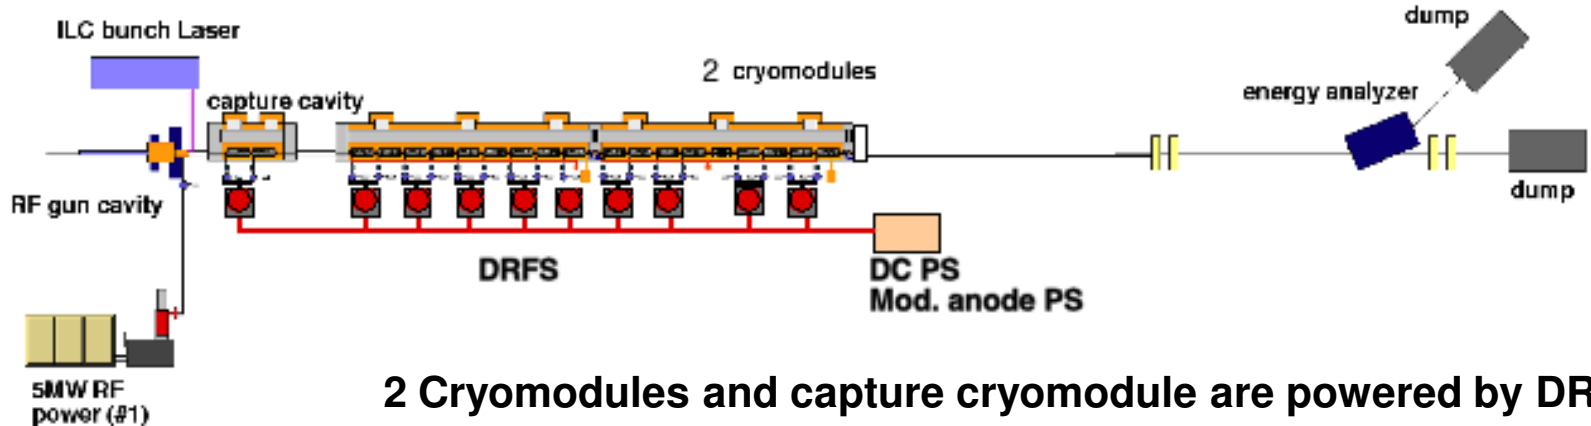 ILC bunch Laser
dump
2 cryomodules
energy analyzer
capture cavity
RF gun cavity
dump
DRFS
DC PS
Mod. anode PS
5MW RF
power (#1)
2 Cryomodules and capture cryomodule are powered by DR